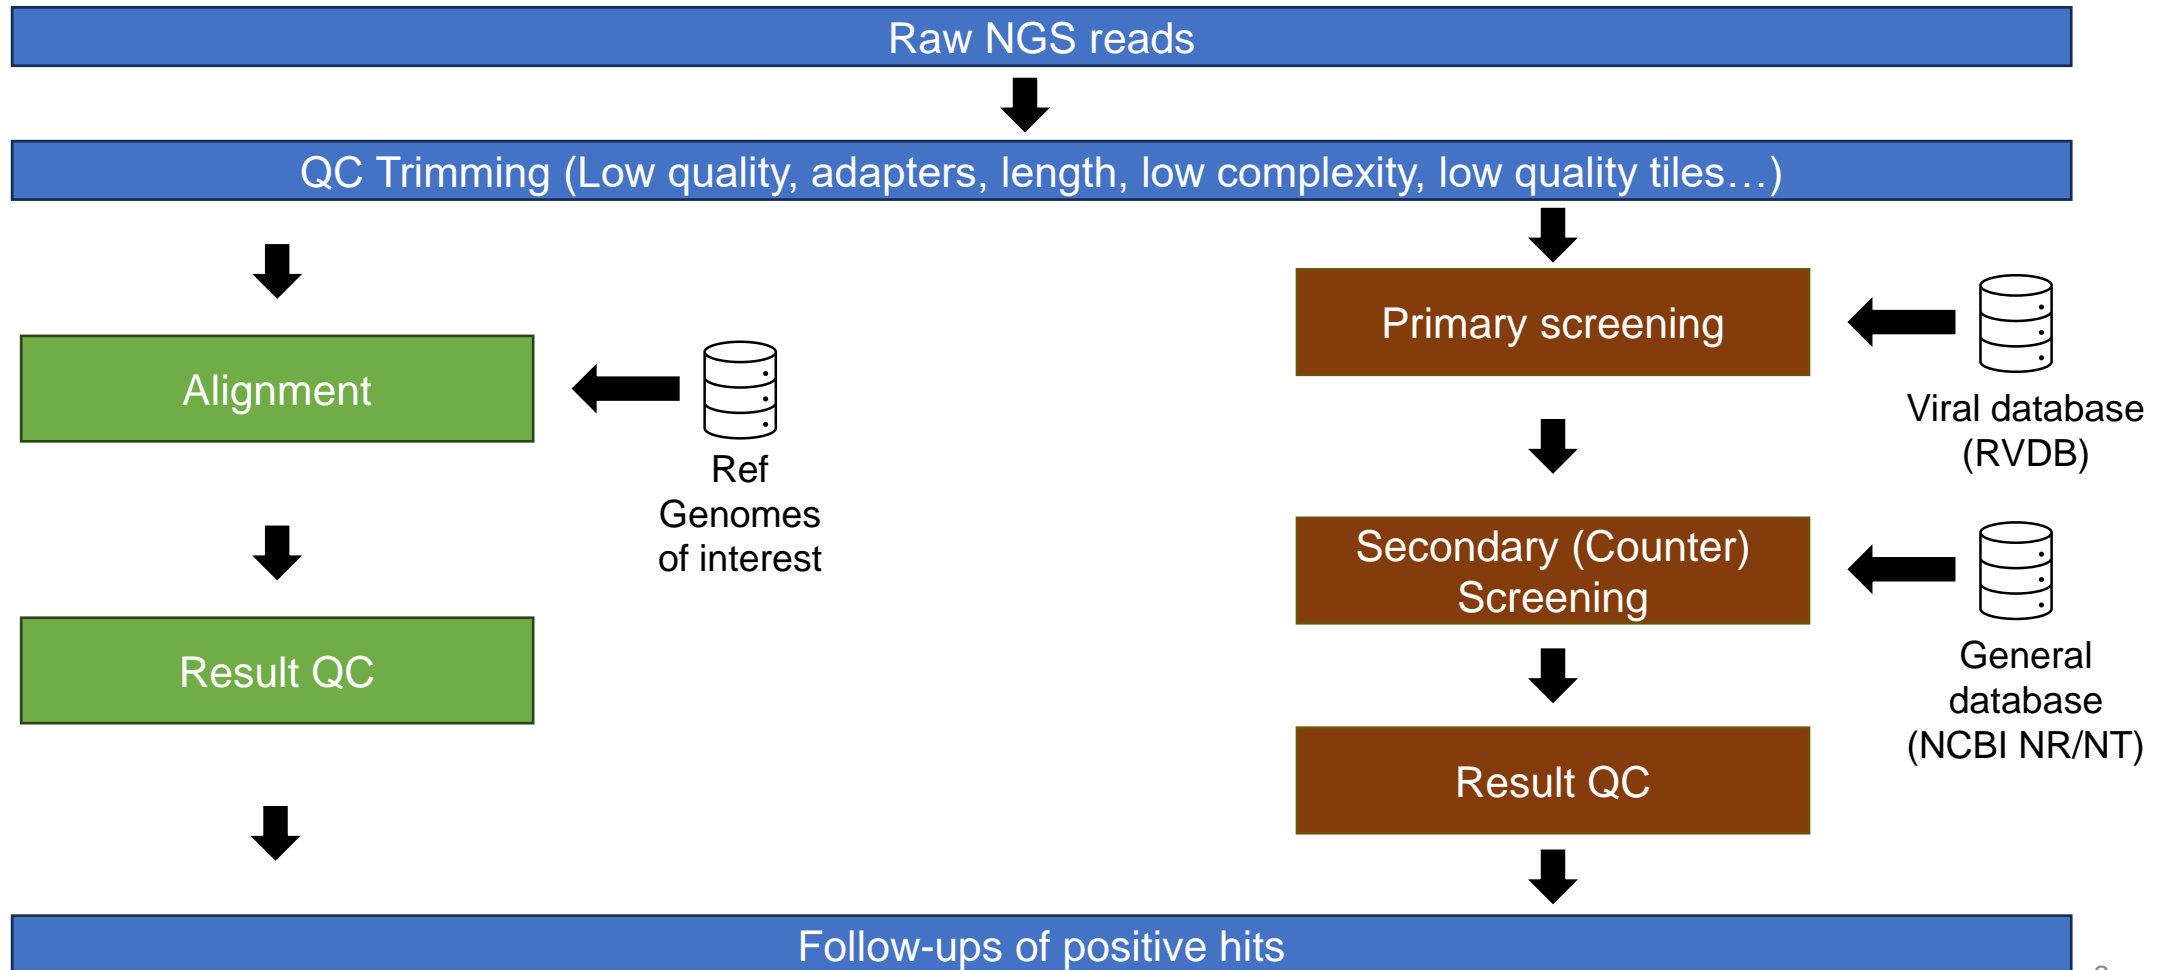 Raw NGS reads
QC Trimming (Low quality, adapters, length, low complexity, low quality tiles…)
Alignment
Ref
Genomes
of interest
Result QC
Primary screening
Viral database
(RVDB)
Secondary (Counter)
Screening
General
database
(NCBI NR/NT)
Result QC
Follow-ups of positive hits